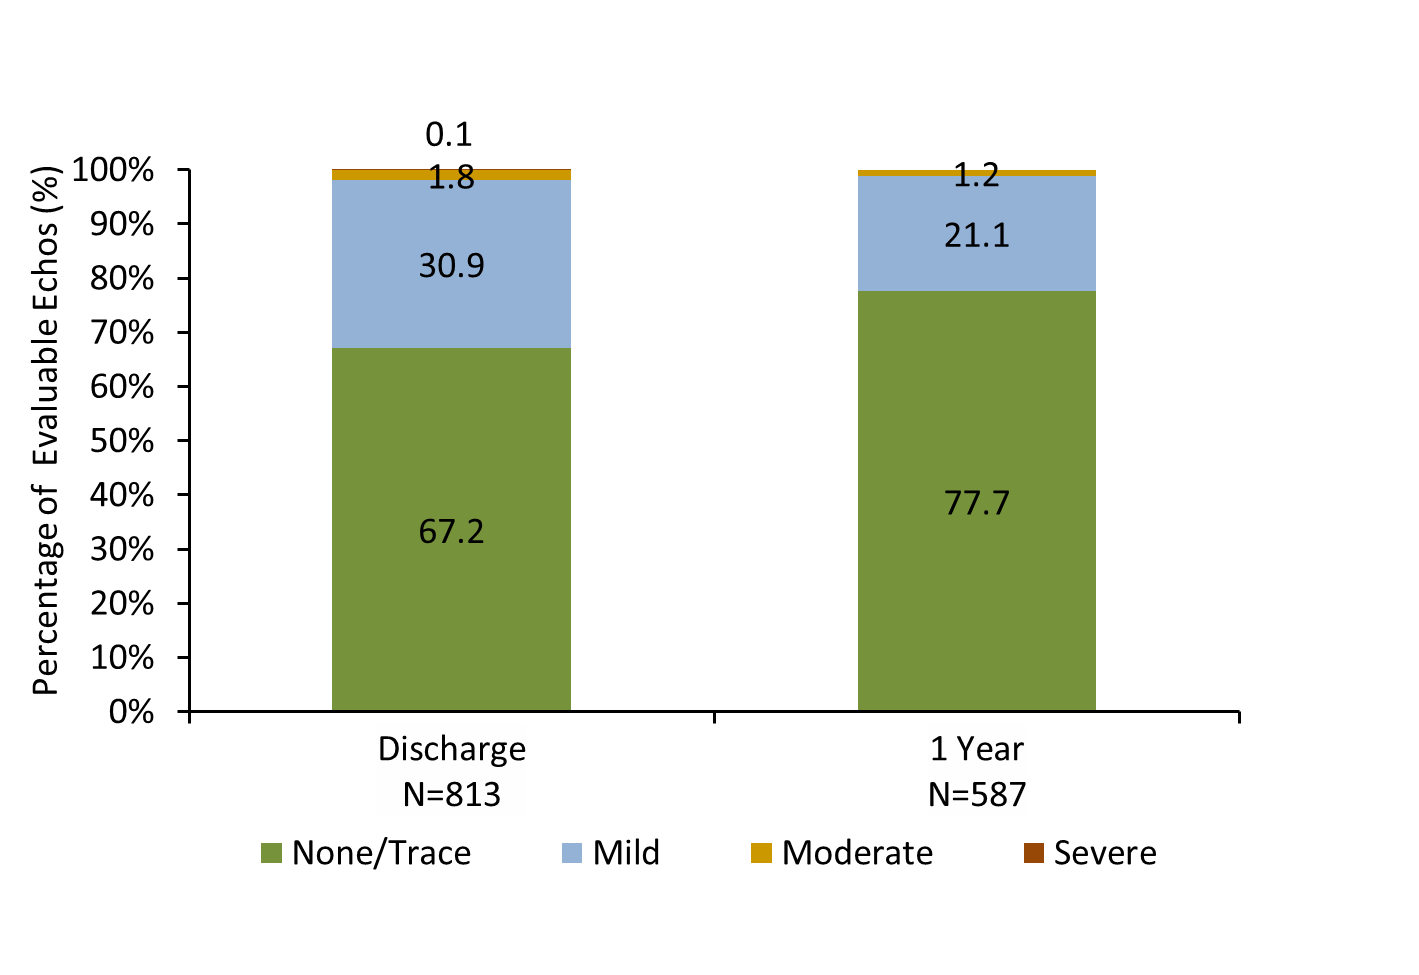 0.1
100%
1.8
1.2
90%
30.9
21.1
80%
70%
60%
50%
40%
67.2
77.7
30%
20%
10%
0%
Percentage of Evaluable Echos (%)
Discharge
N=813
1 Year
N=587
None/Trace
Mild
Moderate
Severe